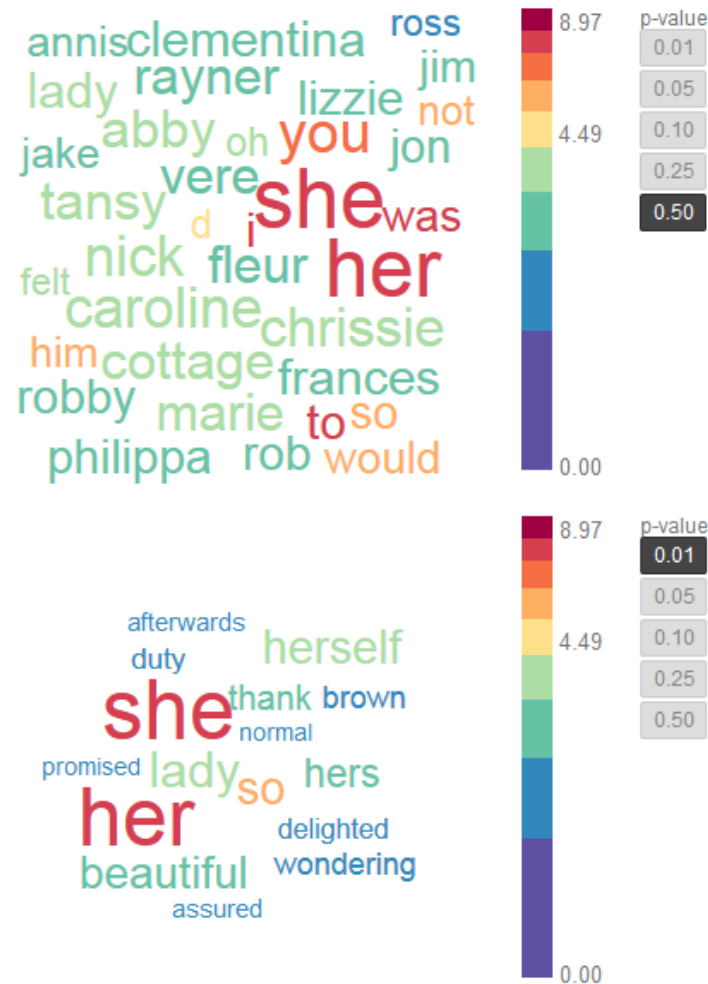 ross
annis clementina
8.97
p-value
0.01
rayner
jim
lady
lizzie
0.05
abby
not
oh
you
4.49
0.10
jake
jon
vere
0.25
tansy
she
was
0.50
d
i
nick
fleur
her
felt
caroline
chrissie
him
cottage
frances
robby
marie
to
so
philippa
rob
would
0.00
8.97
p-value
0.01
0.05
afterwards
herself
4.49
0.10
duty
0.25
she
thank
brown
0.50
normal
promised
lady
hers
so
her
delighted
beautiful
wondering
assured
0.00